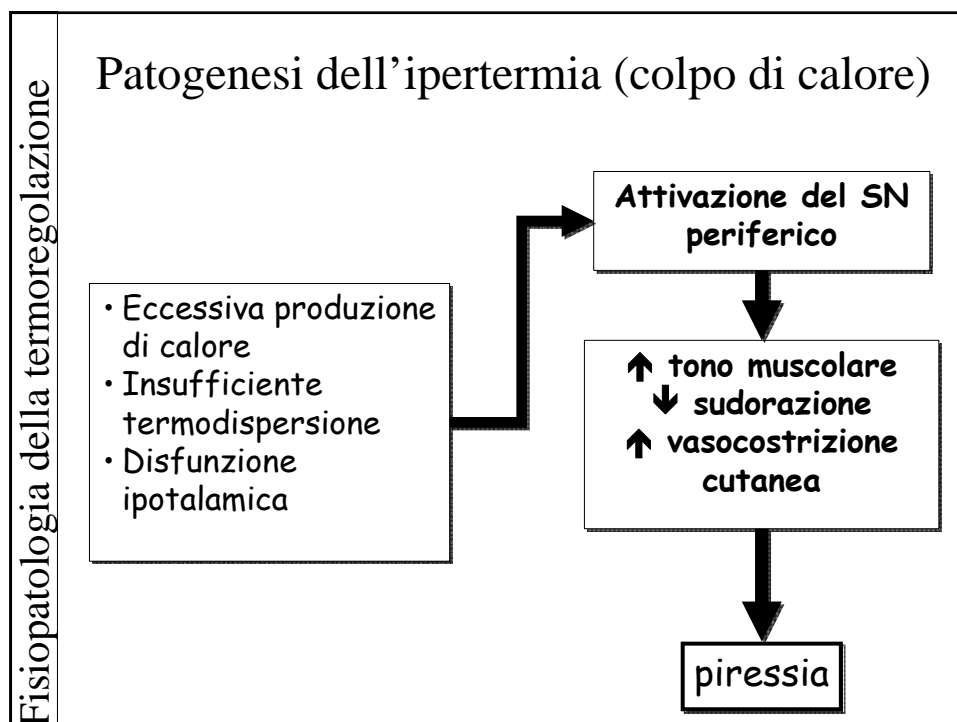 Fisiopatologia della termoregolazione
Patogenesi dell'ipertermia (colpo di calore)
• Eccessiva produzione
di calore
• Insufficiente
termodispersione
• Disfunzione
ipotalamica
Attivazione del SN
periferico
↑ tono muscolare
↓ sudorazione
↑ vasocostrizione
cutanea
piressia